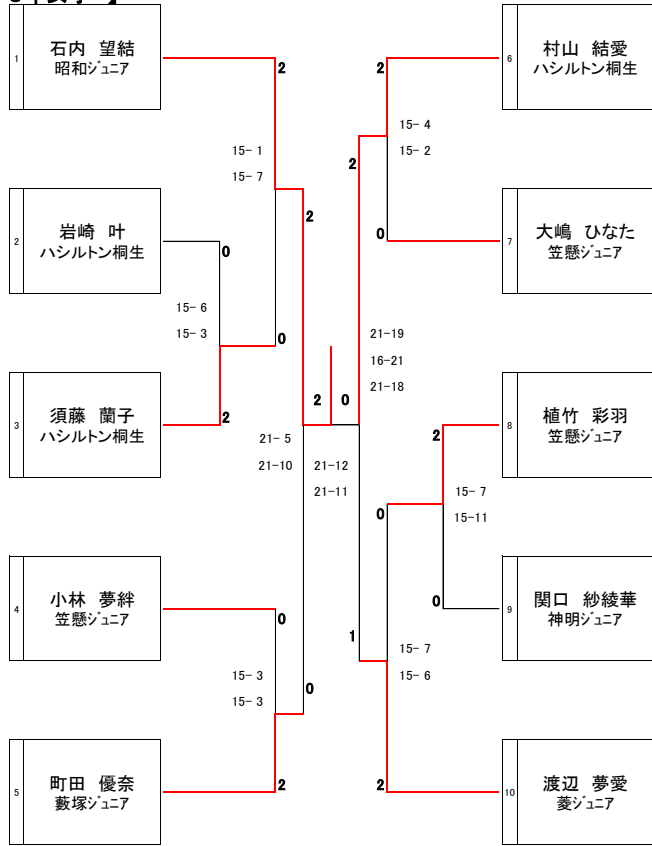 1
石内 望結
昭和ジュニア
2
岩崎 叶
ハシルトン桐生
3
須藤 蘭子
ハシルトン桐生
4
小林 夢絆
笠懸ジュニア
5
町田 優奈
藪塚ジュニア
2
15- 1
15- 7
2
0
15- 6
15- 3
0
2
21- 5
21-10
0
15- 3
15- 3
0
2
2 0
21-12
21-11
2
15- 4
15- 2
2
0
21-19
16-21
21-18
2
15- 7
15-11
0
0
1
15- 7
15- 6
2
6
村山 結愛
ハシルトン桐生
7
大嶋 ひなた
笠懸ジュニア
8
植竹 彩羽
笠懸ジュニア
9
関口 紗綾華
神明ジュニア
10
渡辺 夢愛
菱ジュニア